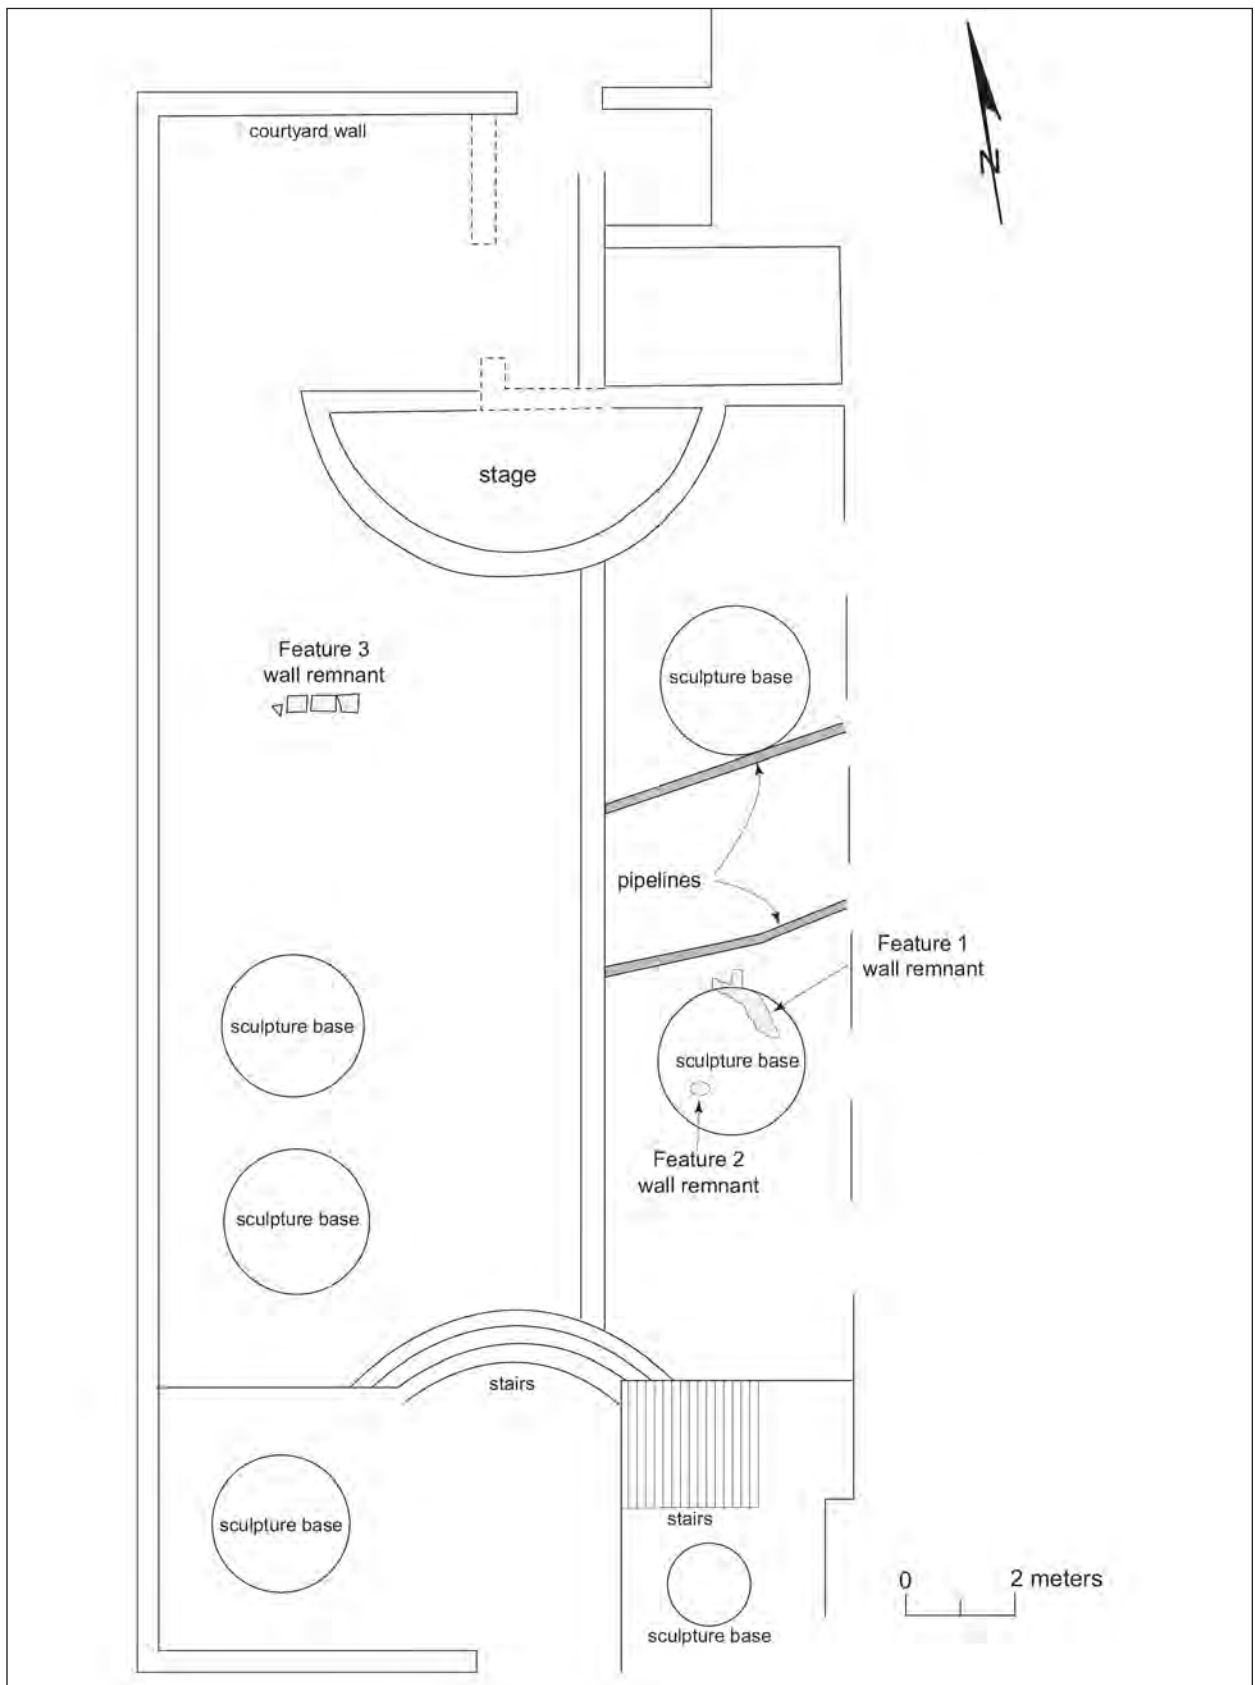 courtyard wall
N
stage
Feature 3
wall remnant
sculpture base
pipelines
Feature 1
wall remnant
sculpture base
sculpture base
Feature 2
wall remnant
sculpture base
stairs
sculpture base
stairs
sculpture base
0 2 meters